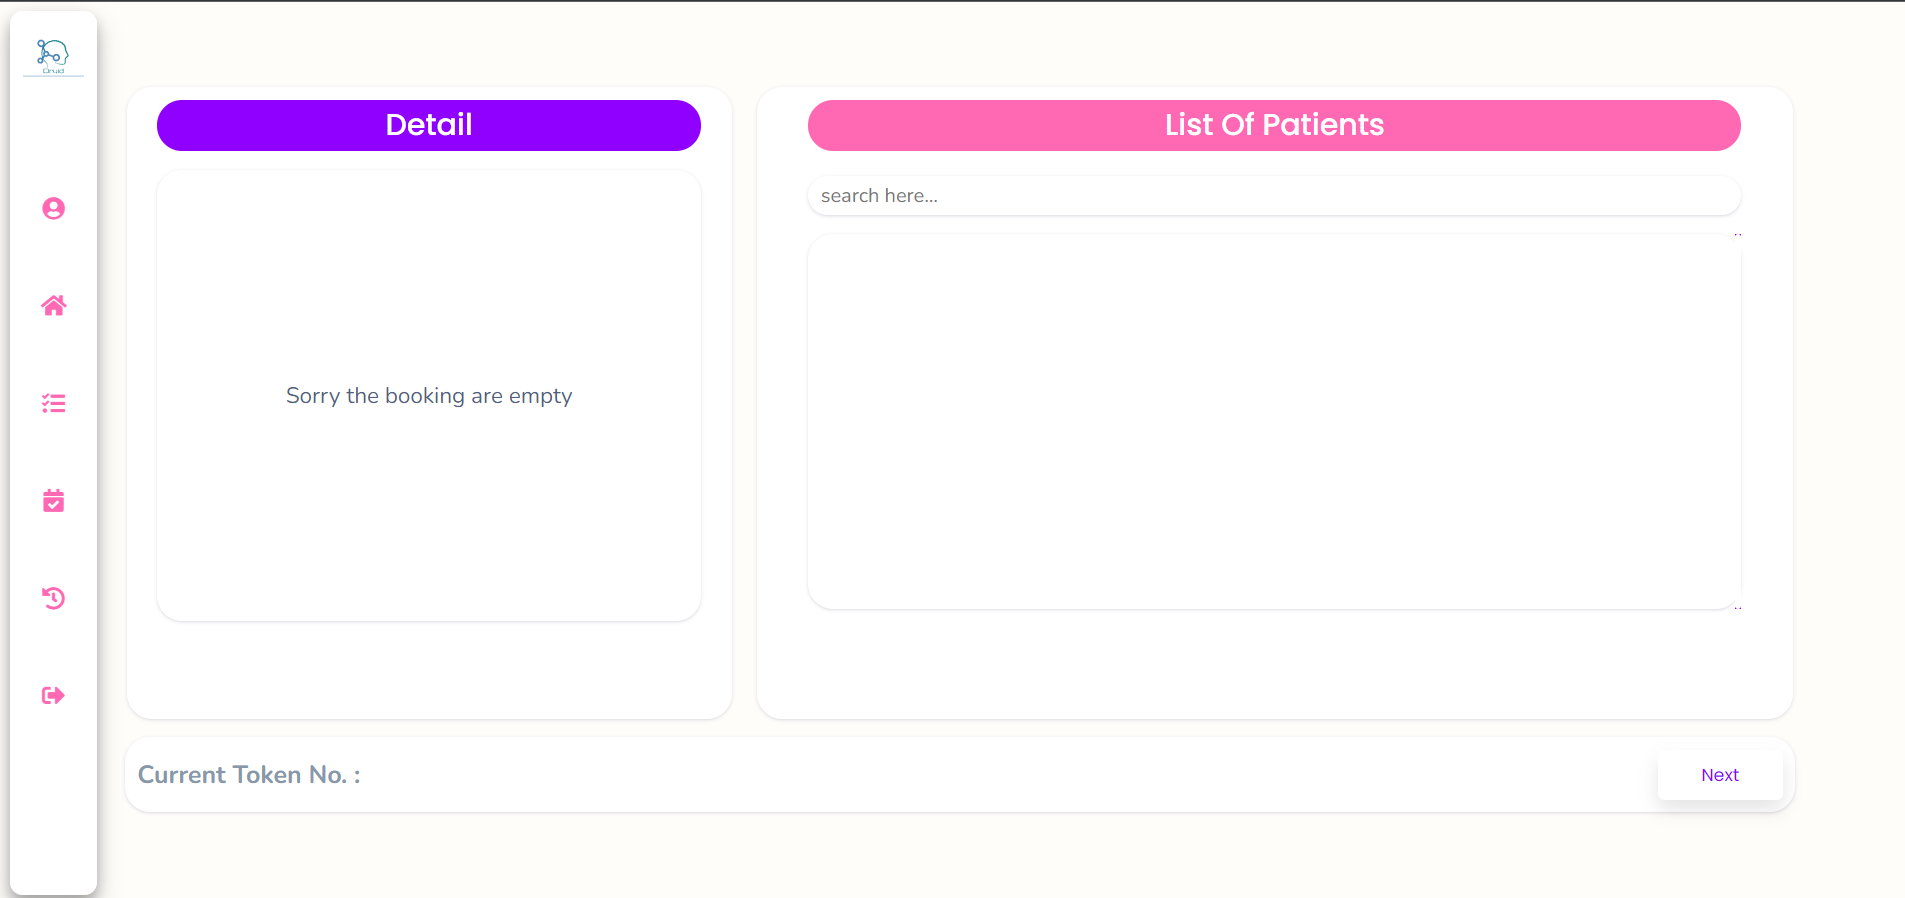 Druid
Detail
List Of Patients
search here...
Sorry the booking are empty
Current Token No. :
Next